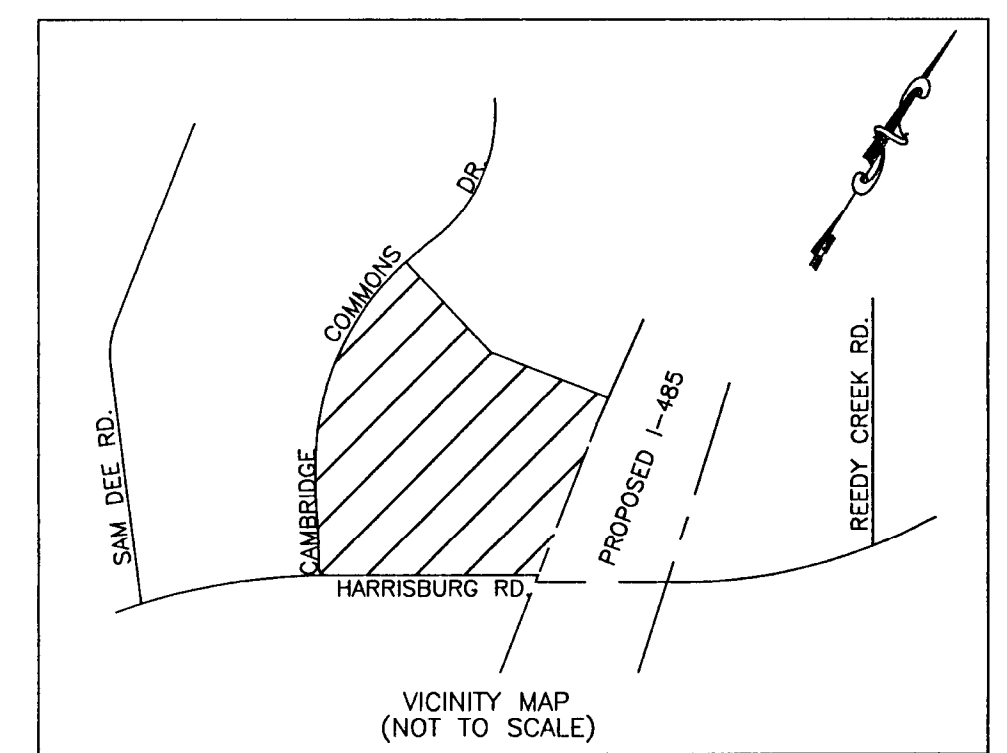 DR.
COMMONS
CAMBRIDGE
SAM DEE RD.
PROPOSED I-485
REEDY CREEK RD.
HARRISBURG RD.
VICINITY MAP
(NOT TO SCALE)